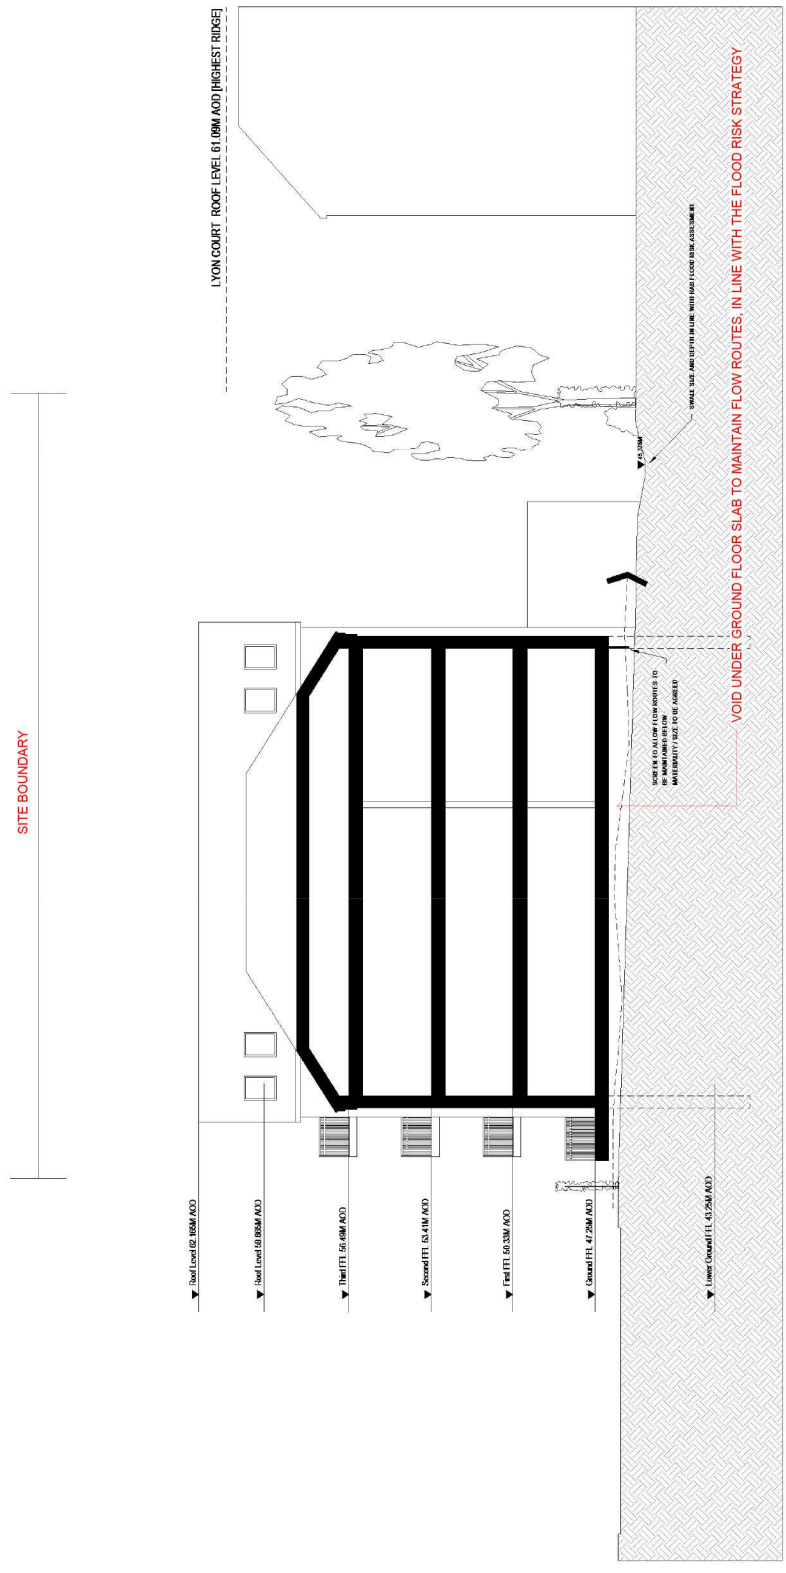 SITE BOUNDARY
LYON COURT ROOF LEVEL 61.09M AOD [HIGHEST RIDGE]
Roof Level 62.165M AOD
Roof Level 59.665M AOD
Third FFL 56.49M AOD
Second FFL 53.41M AOD
First FFL 50.33M AOD
Ground FFL 47.25M AOD
Lower Ground FFL 43.25M AOD
SCREEN TO ALLOW FLOW ROUTES TO
BE MAINTAINED BELOW
MATERIALITY / SIZE TO BE AGREED
SWALE SIZE AND DEPTH IN LINE WITH RAB FLOOD RISK ASSESMENT
VOID UNDER GROUND FLOOR SLAB TO MAINTAIN FLOW ROUTES, IN LINE WITH THE FLOOD RISK STRATEGY